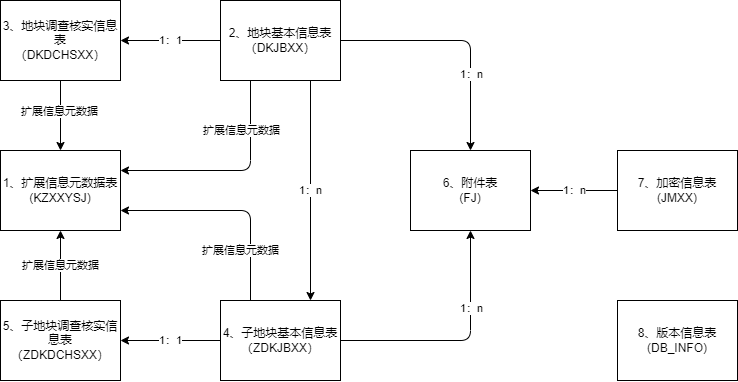 3、地块调查核实信息
表
(DKDCHSXX)
1：1
2、地块基本信息表
(DKJBXX)
1：n
扩展信息元数据
扩展信息元数据
1、扩展信息元数据表
(KZXXYSJ)
1：n
6、附件表
(FJ)
1：n
7、加密信息表
(JMXX)
扩展信息元数据
扩展信息元数据
5、子地块调查核实信
息表
(ZDKDCHSXX)
1：1
4、子地块基本信息表
(ZDKJBXX)
1：n
8、版本信息表
(DB_INFO)